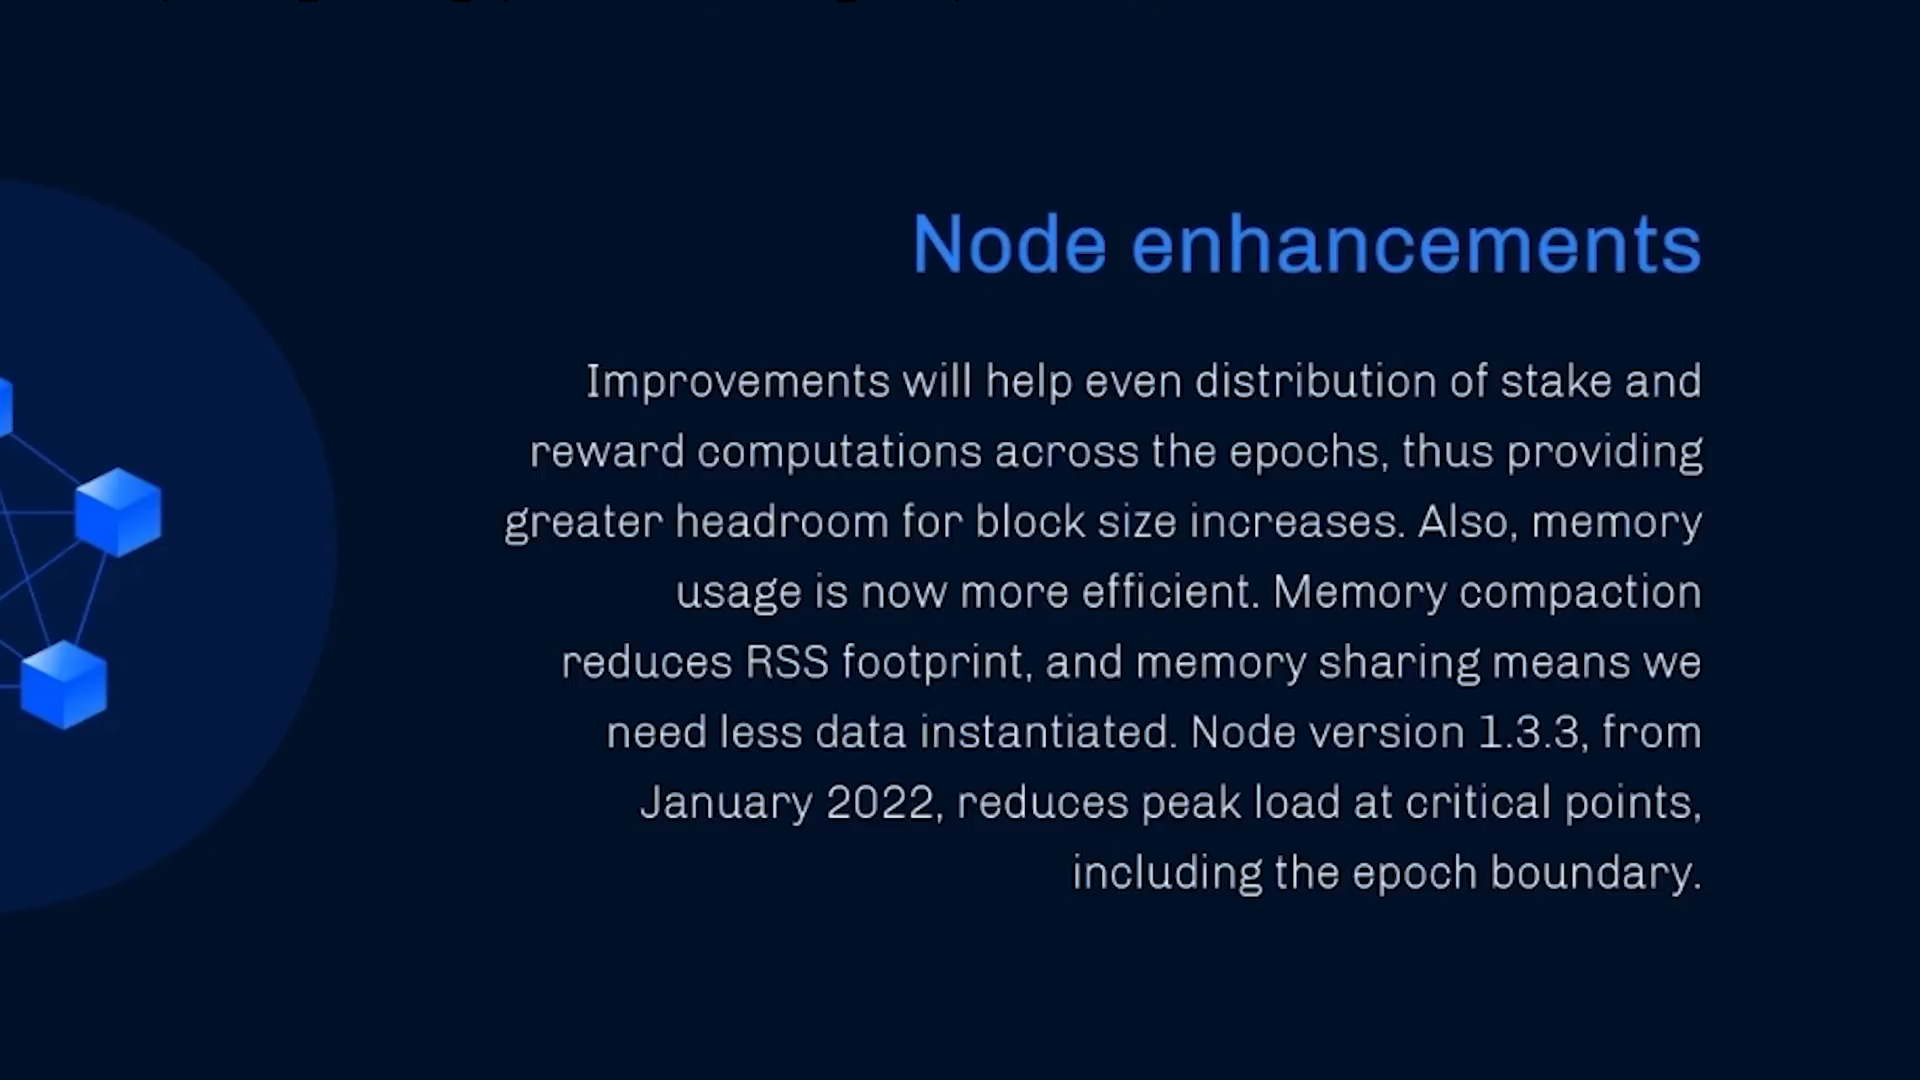 Node enhancements
Improvements will help even distribution of stake and
reward computations across the epochs, thus providing
greater headroom for block size increases. Also, memory
usage is now more efficient. Memory compaction
reduces RSS footprint, and memory sharing means we
need less data instantiated. Node version 1.3.3, from
January 2022, reduces peak load at critical points,
including the epoch boundary.